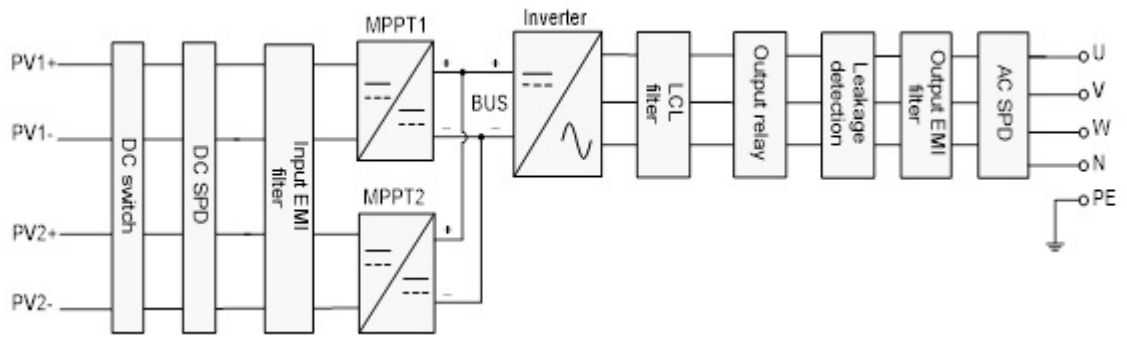 PV1+
PV1-
PV2+
PV2-
DC switch
DC SPD
Input EMI
filter
MPPT1
+
-
MPPT2
+
-
BUS
+
-
Inverter
LCL
filter
Output relay
Leakage
detection
Output EMI
filter
AC SPD
U
V
W
N
PE